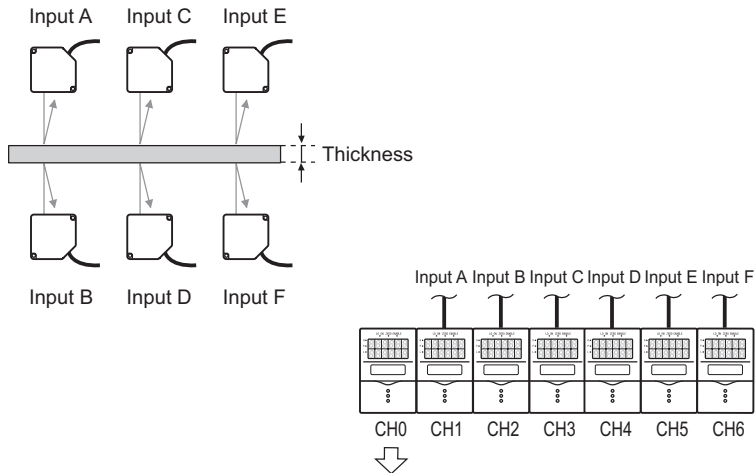 Input A Input C Input E
Thickness
Input B Input D Input F
Input A Input B Input C Input D Input E Input F
CH0 CH1 CH2 CH3 CH4 CH5 CH6